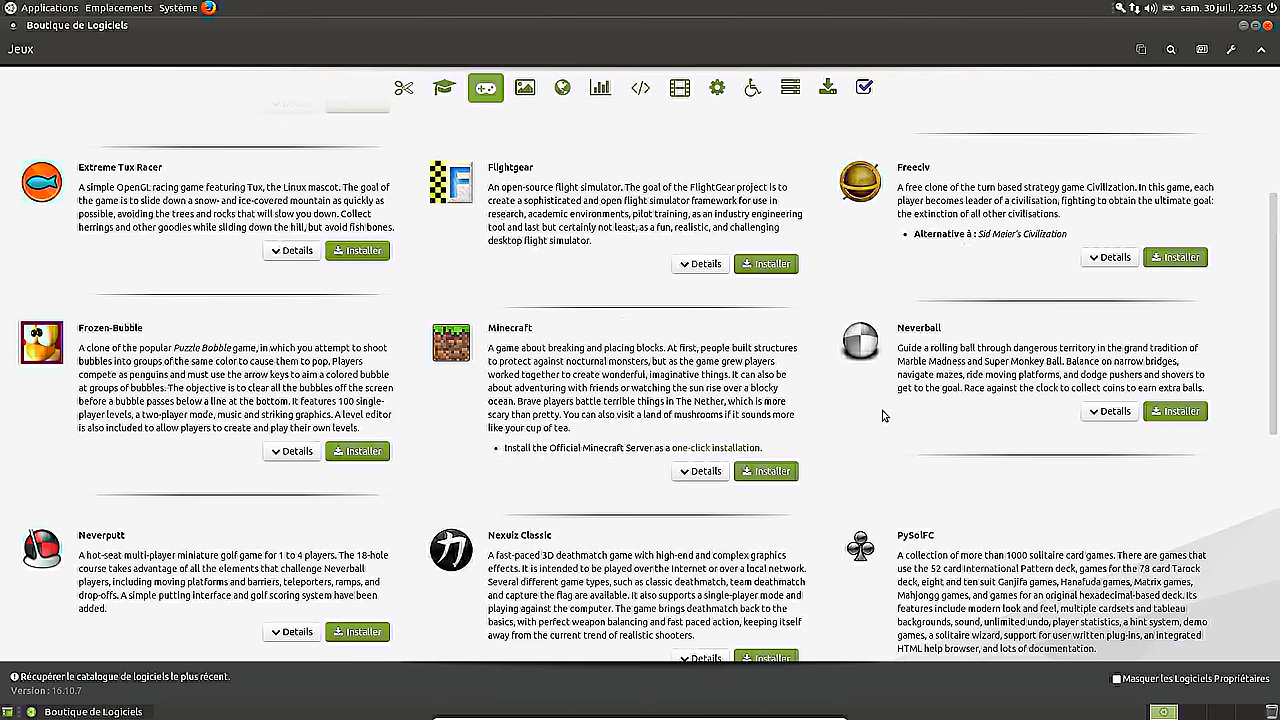 Applications Emplacements Système
sam. 30 juil., 22:35
Boutique de Logiciels
Jeux
Details
Extreme Tux Racer
A simple OpenGL racing game featuring Tux, the Linux mascot. The goal of
the game is to slide down a snow- and ice-covered mountain as quickly as
possible, avoiding the trees and rocks that will slow you down. Collect
herrings and other goodies while sliding down the hill, but avoid fish bones.
Details Installer
Flightgear
An open-source flight simulator. The goal of the FlightGear project is to
create a sophisticated and open flight simulator framework for use in
research, academic environments, pilot training, as an industry engineering
tool and last but certainly not least, as a fun, realistic, and challenging
desktop flight simulator.
Details Installer
Freeciv
A free clone of the turn based strategy game Civilization. In this game, each
player becomes leader of a civilisation, fighting to obtain the ultimate goal:
the extinction of all other civilisations.
• Alternative à : Sid Meier's Civilization
Details Installer
Frozen-Bubble
A clone of the popular Puzzle Bobble game, in which you attempt to shoot
bubbles into groups of the same color to cause them to pop. Players
compete as penguins and must use the arrow keys to aim a colored bubble
at groups of bubbles. The objective is to clear all the bubbles off the screen
before a bubble passes below a line at the bottom. It features 100 single-
player levels, a two-player mode, music and striking graphics. A level editor
is also included to allow players to create and play their own levels.
Details Installer
Minecraft
A game about breaking and placing blocks. At first, people built structures
to protect against nocturnal monsters, but as the game grew players
worked together to create wonderful, imaginative things. It can also be
about adventuring with friends or watching the sun rise over a blocky
ocean. Brave players battle terrible things in The Nether, which is more
scary than pretty. You can also visit a land of mushrooms if it sounds more
like your cup of tea.
• Install the Official Minecraft Server as a one-click installation.
Details Installer
Neverball
Guide a rolling ball through dangerous territory in the grand tradition of
Marble Madness and Super Monkey Ball. Balance on narrow bridges,
navigate mazes, ride moving platforms, and dodge pushers and shovers to
get to the goal. Race against the clock to collect coins to earn extra balls.
Details Installer
Neverputt
A hot-seat multi-player miniature golf game for 1 to 4 players. The 18-hole
course takes advantage of all the elements that challenge Neverball
players, including moving platforms and barriers, teleporters, ramps, and
drop-offs. A simple putting interface and golf scoring system have been
added.
Details Installer
Nexuiz Classic
A fast-paced 3D deathmatch game with high-end and complex graphics
effects. It is intended to be played over the Internet or over a local network.
Several different game types, such as classic deathmatch, team deathmatch
and capture the flag are available. It also supports a single-player mode and
playing against the computer. The game brings deathmatch back to the
basics, with perfect weapon balancing and fast paced action, keeping itself
away from the current trend of realistic shooters.
Details Installer
PySolFC
A collection of more than 1000 solitaire card games. There are games that
use the 52 card International Pattern deck, games for the 78 card Tarock
deck, eight and ten suit Ganjifa games, Hanafuda games, Matrix games,
Mahjongg games, and games for an original hexadecimal-based deck. Its
features include modern look and feel, multiple cardsets and tableau
backgrounds, sound, unlimited undo, player statistics, a hint system, demo
games, a solitaire wizard, support for user written plug-ins, an integrated
HTML help browser, and lots of documentation.
Récupérer le catalogue de logiciels le plus récent.
Version : 16.10.7
Masquer les Logiciels Propriétaires
Boutique de Logiciels